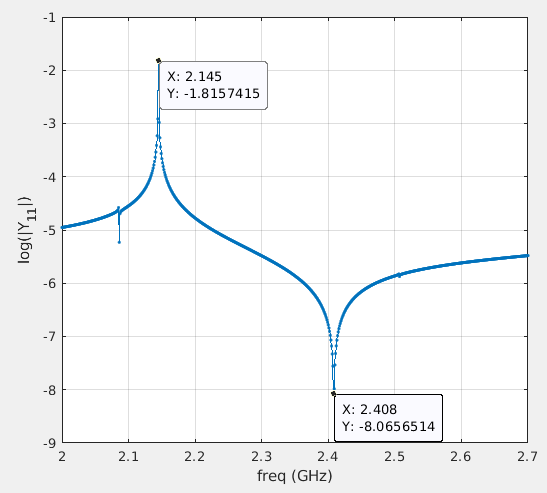 -1
-2
X: 2.145
Y: -1.8157415
-3
-4
log(|Y11|)
-5
-6
-7
-8
X: 2.408
Y: -8.0656514
-9
2 2.1 2.2 2.3 2.4 2.5 2.6 2.7
freq (GHz)